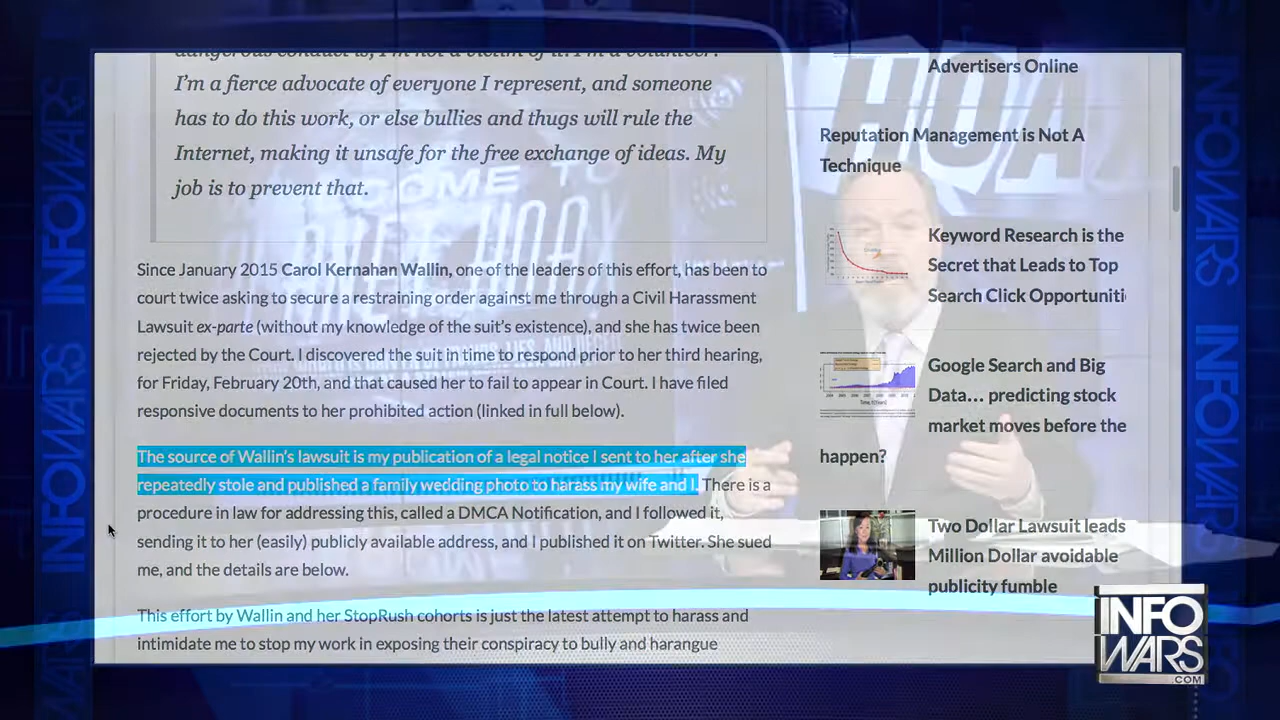 dangerous conduct is, I'm not a victim of it. I'm a volunteer.
I'm a fierce advocate of everyone I represent, and someone
has to do this work, or else bullies and thugs will rule the
Internet, making it unsafe for the free exchange of ideas. My
job is to prevent that.
Since January 2015 Carol Kernahan Wallin, one of the leaders of this effort, has been to
court twice asking to secure a restraining order against me through a Civil Harassment
Lawsuit ex-parte (without my knowledge of the suit's existence), and she has twice been
rejected by the Court. I discovered the suit in time to respond prior to her third hearing,
for Friday, February 20th, and that caused her to fail to appear in Court. I have filed
responsive documents to her prohibited action (linked in full below).
The source of Wallin's lawsuit is my publication of a legal notice I sent to her after she
repeatedly stole and published a family wedding photo to harass my wife and I. There is a
procedure in law for addressing this, called a DMCA Notification, and I followed it,
sending it to her (easily) publicly available address, and I published it on Twitter. She sued
me, and the details are below.
This effort by Wallin and her StopRush cohorts is just the latest attempt to harass and
intimidate me to stop my work in exposing their conspiracy to bully and harangue
Advertisers Online
Reputation Management is Not A
Technique
Keyword Research is the
Secret that Leads to Top
Search Click Opportuniti
Google Search and Big
Data… predicting stock
market moves before the
happen?
Two Dollar Lawsuit leads
Million Dollar avoidable
publicity fumble
HOA
COME TO
INFOWARS
INFOWARS
INFO
WARS
.COM